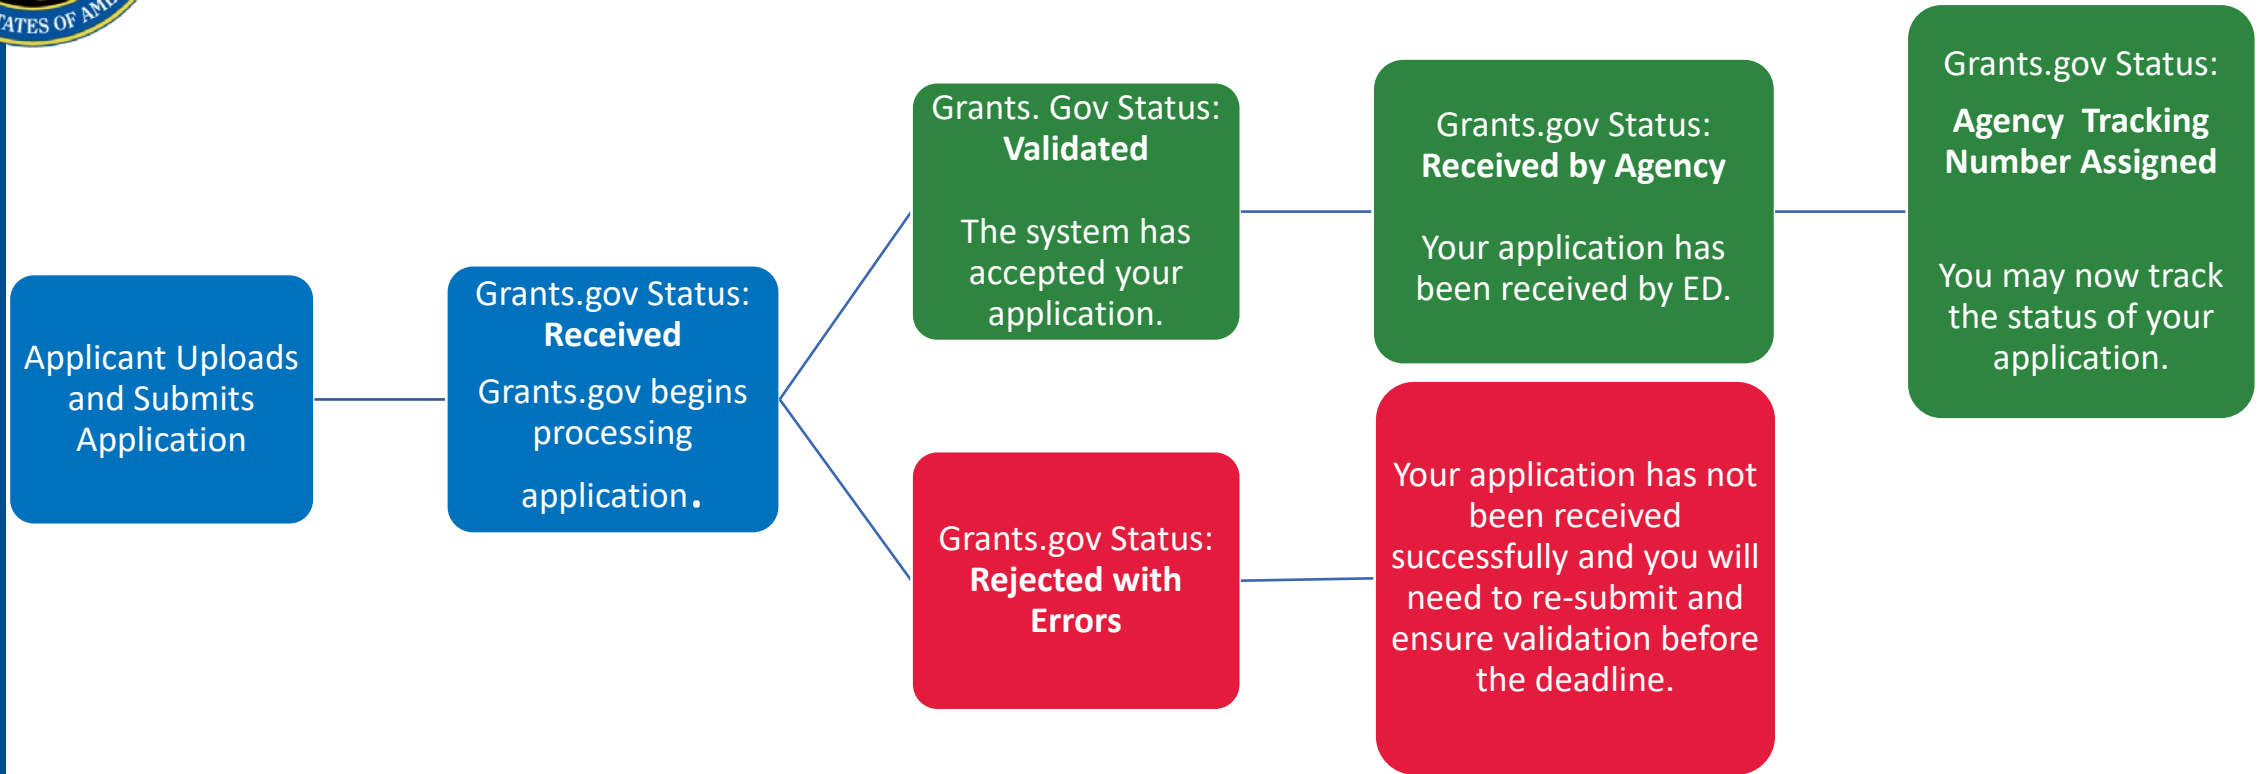 STATES OF AME
Applicant Uploads
and Submits
Application
Grants.gov Status:
Received
Grants.gov begins
processing
application.
Grants. Gov Status:
Validated
The system has
accepted your
application.
Grants.gov Status:
Received by Agency
Your application has
been received by ED.
Grants.gov Status:
Agency  Tracking
Number Assigned
You may now track
the status of your
application.
Grants.gov Status:
Rejected with
Errors
Your application has not
been received
successfully and you will
need to re-submit and
ensure validation before
the deadline.